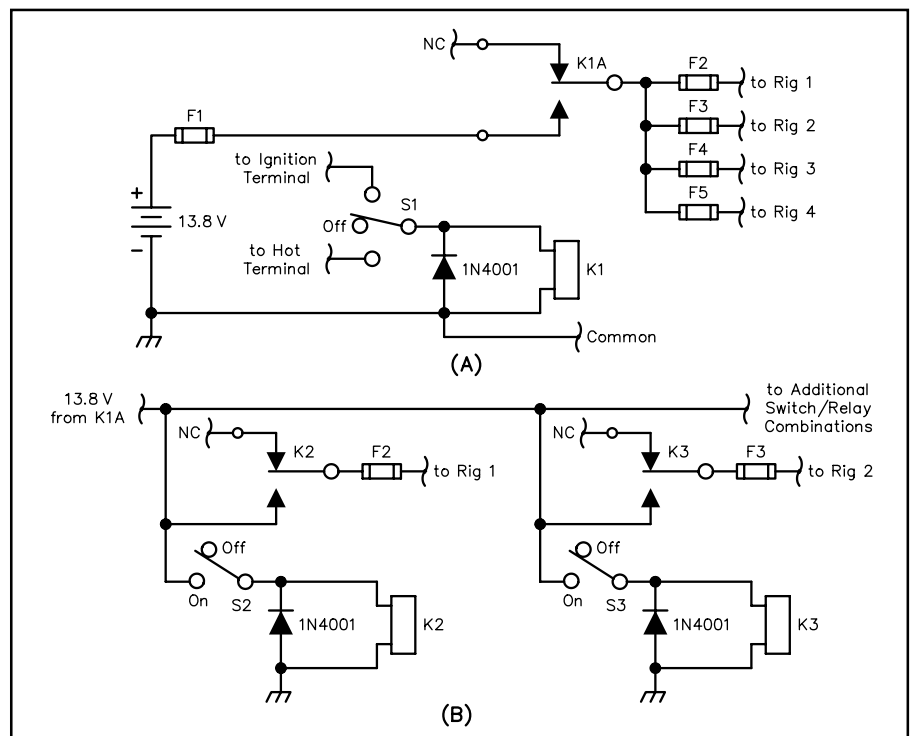 NC
K1A
F2
to Rig 1
F3
to Rig 2
F4
to Rig 3
F5
to Rig 4
F1
to Ignition
Terminal
S1
Off
to Hot
Terminal
+
13.8 V
−
1N4001
K1
Common
(A)
13.8 V
from K1A
to Additional
Switch/Relay
Combinations
NC
K2
F2
to Rig 1
NC
K3
F3
to Rig 2
Off
On
S2
1N4001
K2
Off
On
S3
1N4001
K3
(B)